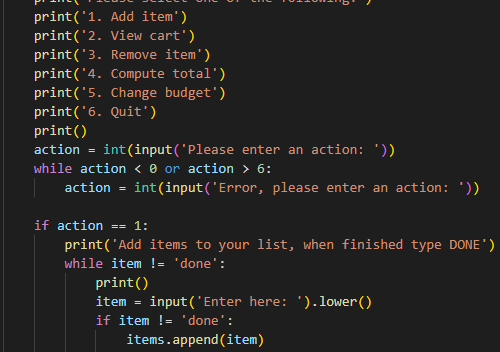 print('Please select one of the following:')
print('1. Add item')
print('2. View cart')
print('3. Remove item')
print('4. Compute total')
print('5. Change budget')
print('6. Quit')
print()
action = int(input('Please enter an action: '))
while action < 0 or action > 6:
    action = int(input('Error, please enter an action: '))

if action == 1:
    print('Add items to your list, when finished type DONE')
    while item != 'done':
        print()
        item = input('Enter here: ').lower()
        if item != 'done':
            items.append(item)